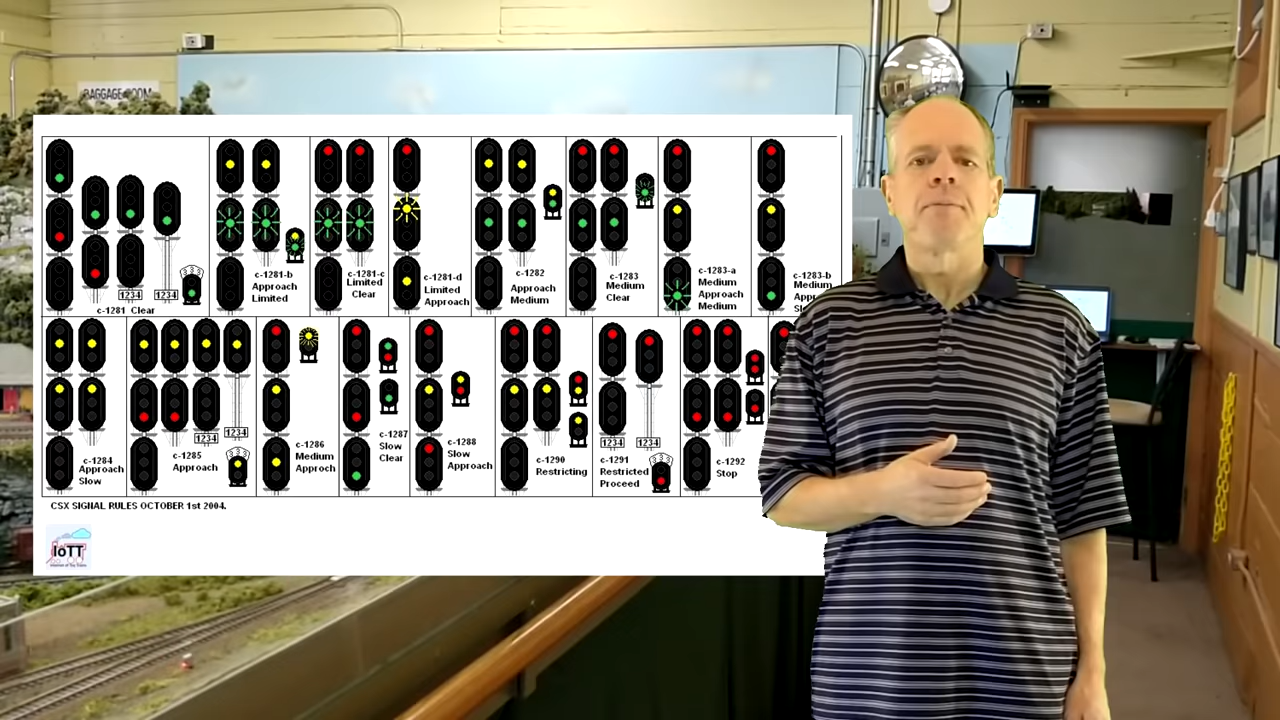 BAGGAGE ROOM
1234
1234
c-1281 Clear
c-1281-b
Approach
Limited
c-1281-c
Limited
Clear
c-1281-d
Limited
Approach
c-1282
Approach
Medium
c-1283
Medium
Clear
c-1283-a
Medium
Approach
Medium
c-1283-b
Medium
c-1284
Approach
Slow
1234
1234
c-1285
Approach
c-1286
Medium
Approch
c-1287
Slow
Clear
c-1288
Slow
Approach
c-1290
Restricting
1234
1234
c-1291
Restricted
Proceed
c-1292
Stop
CSX SIGNAL RULES OCTOBER 1st 2004.
IoTT